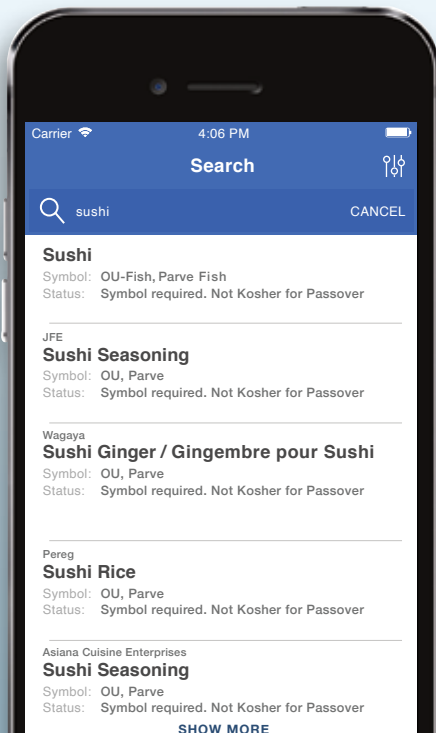 Carrier 4:06 PM
Search
sushi CANCEL
Sushi
Symbol: OU-Fish, Parve Fish
Status: Symbol required. Not Kosher for Passover
JFE
Sushi Seasoning
Symbol: OU, Parve
Status: Symbol required. Not Kosher for Passover
Wagaya
Sushi Ginger / Gingembre pour Sushi
Symbol: OU, Parve
Status: Symbol required. Not Kosher for Passover
Pereg
Sushi Rice
Symbol: OU, Parve
Status: Symbol required. Not Kosher for Passover
Asiana Cuisine Enterprises
Sushi Seasoning
Symbol: OU, Parve
Status: Symbol required. Not Kosher for Passover
SHOW MORE